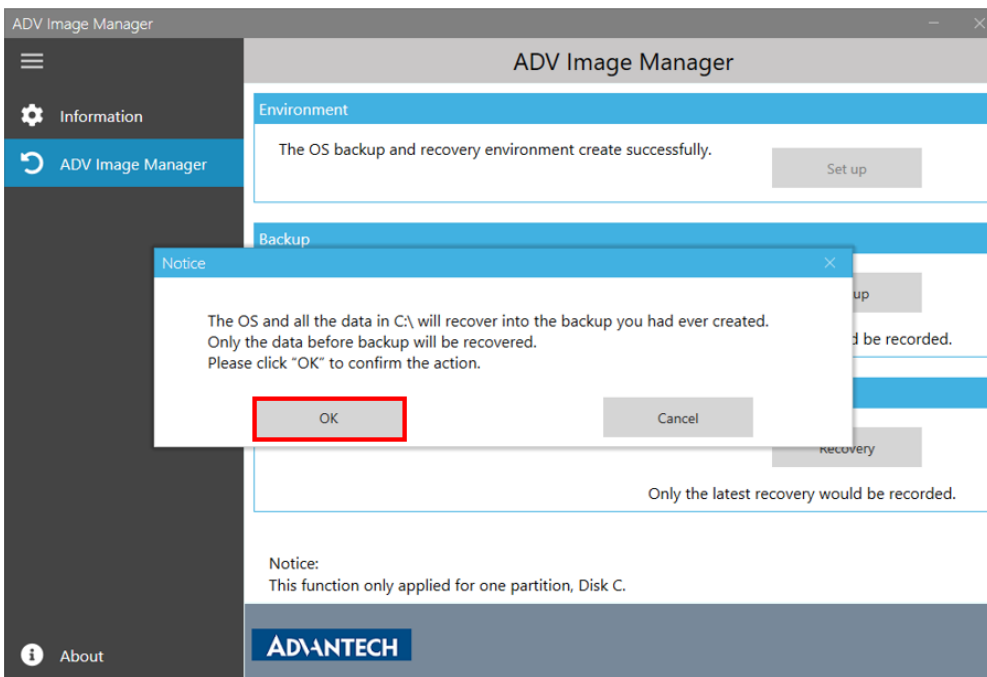 ADV Image Manager
ADV Image Manager
Information
ADV Image Manager
Environment
The OS backup and recovery environment create successfully.
Set up
Backup
up
d be recorded.
Notice
The OS and all the data in C:\ will recover into the backup you had ever created.
Only the data before backup will be recovered.
Please click “OK” to confirm the action.
OK
Cancel
Recovery
Only the latest recovery would be recorded.
Notice:
This function only applied for one partition, Disk C.
About
ADVANTECH